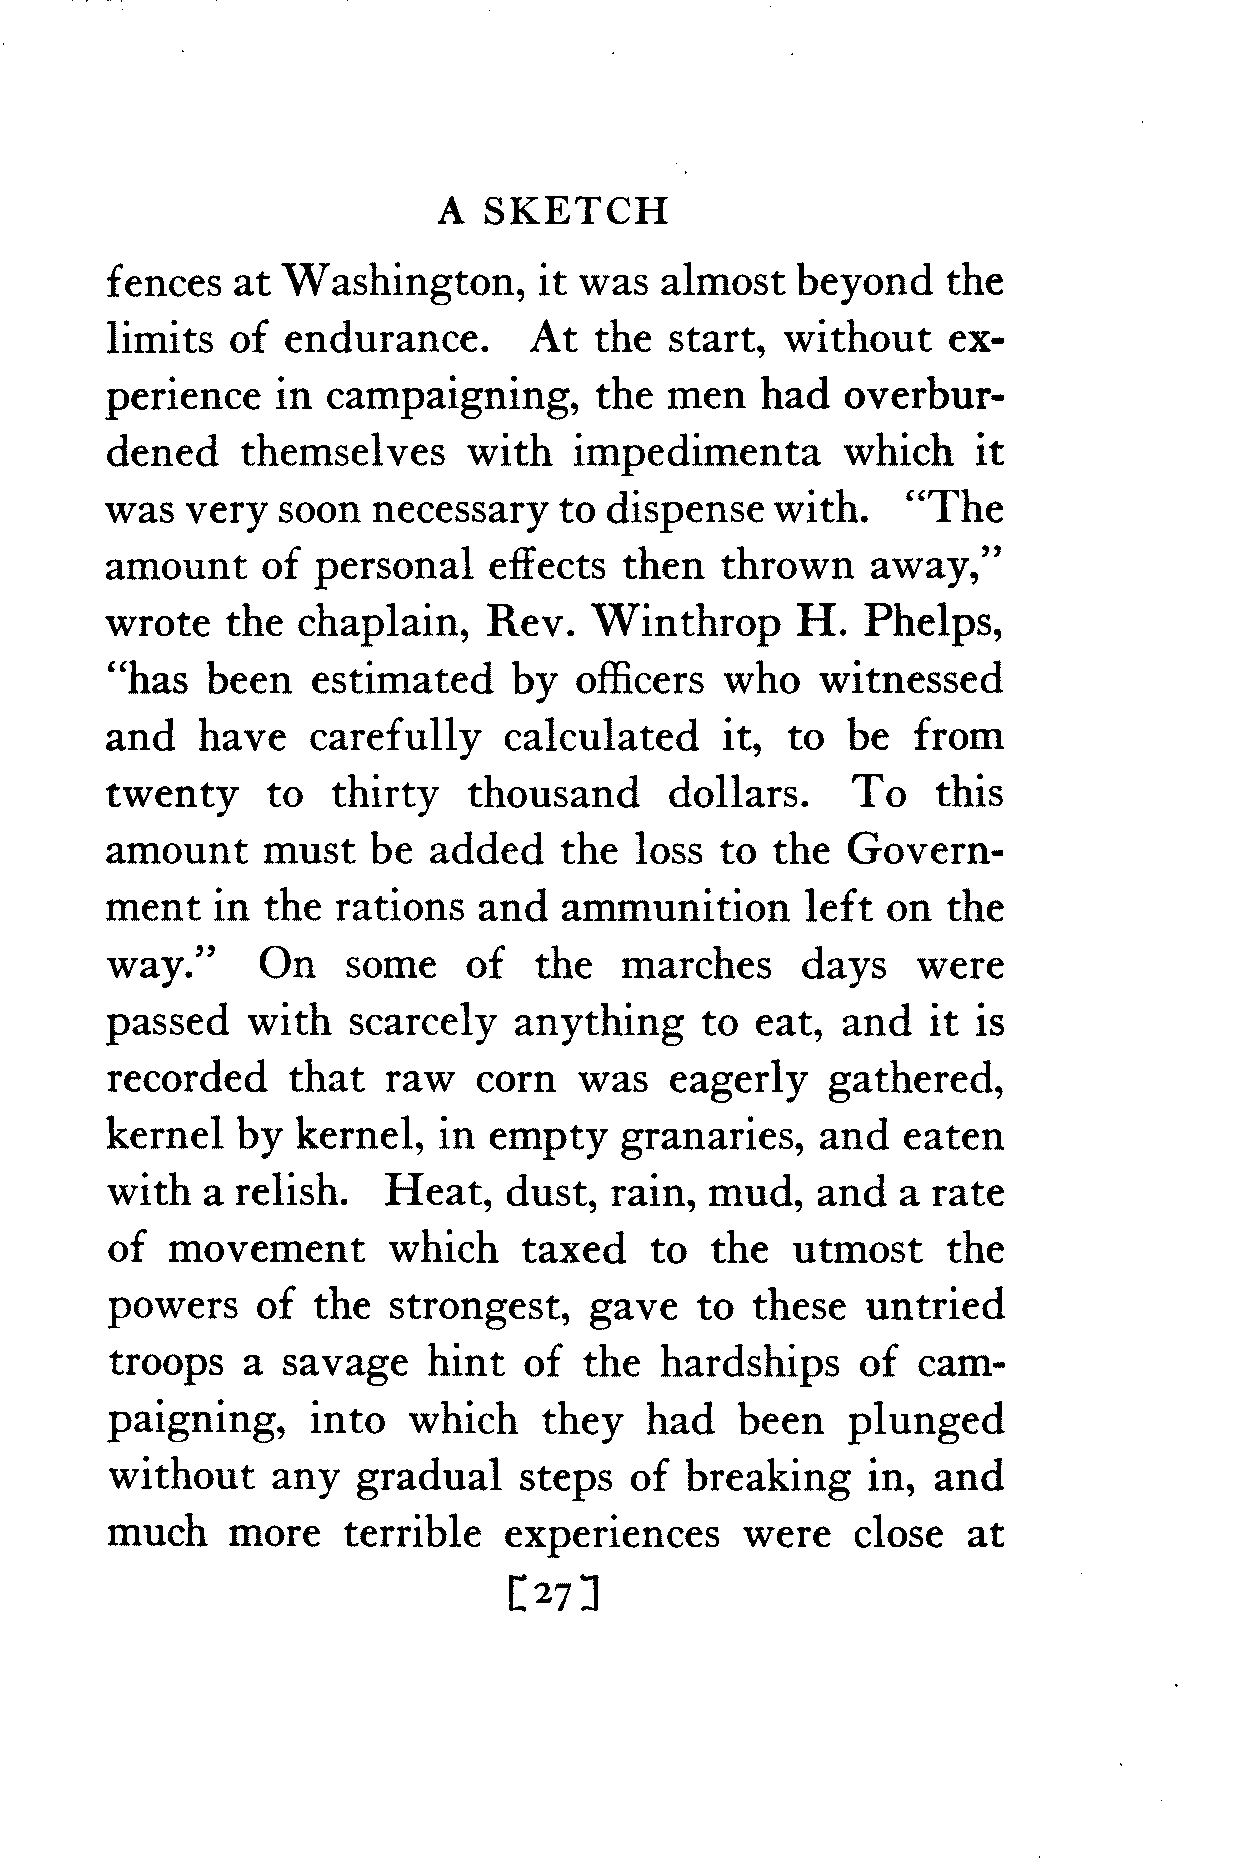 A SKETCH
fences at Washington, it was almost beyond the
limits of endurance. At the start, without ex-
perience in campaigning, the men had overbur-
dened themselves with impedimenta which it
was very soon necessary to dispense with. “The
amount of personal effects then thrown away,”
wrote the chaplain, Rev. Winthrop H. Phelps,
“has been estimated by officers who witnessed
and have carefully calculated it, to be from
twenty to thirty thousand dollars. To this
amount must be added the loss to the Govern-
ment in the rations and ammunition left on the
way.” On some of the marches days were
passed with scarcely anything to eat, and it is
recorded that raw corn was eagerly gathered,
kernel by kernel, in empty granaries, and eaten
with a relish. Heat, dust, rain, mud, and a rate
of movement which taxed to the utmost the
powers of the strongest, gave to these untried
troops a savage hint of the hardships of cam-
paigning, into which they had been plunged
without any gradual steps of breaking in, and
much more terrible experiences were close at
[27]